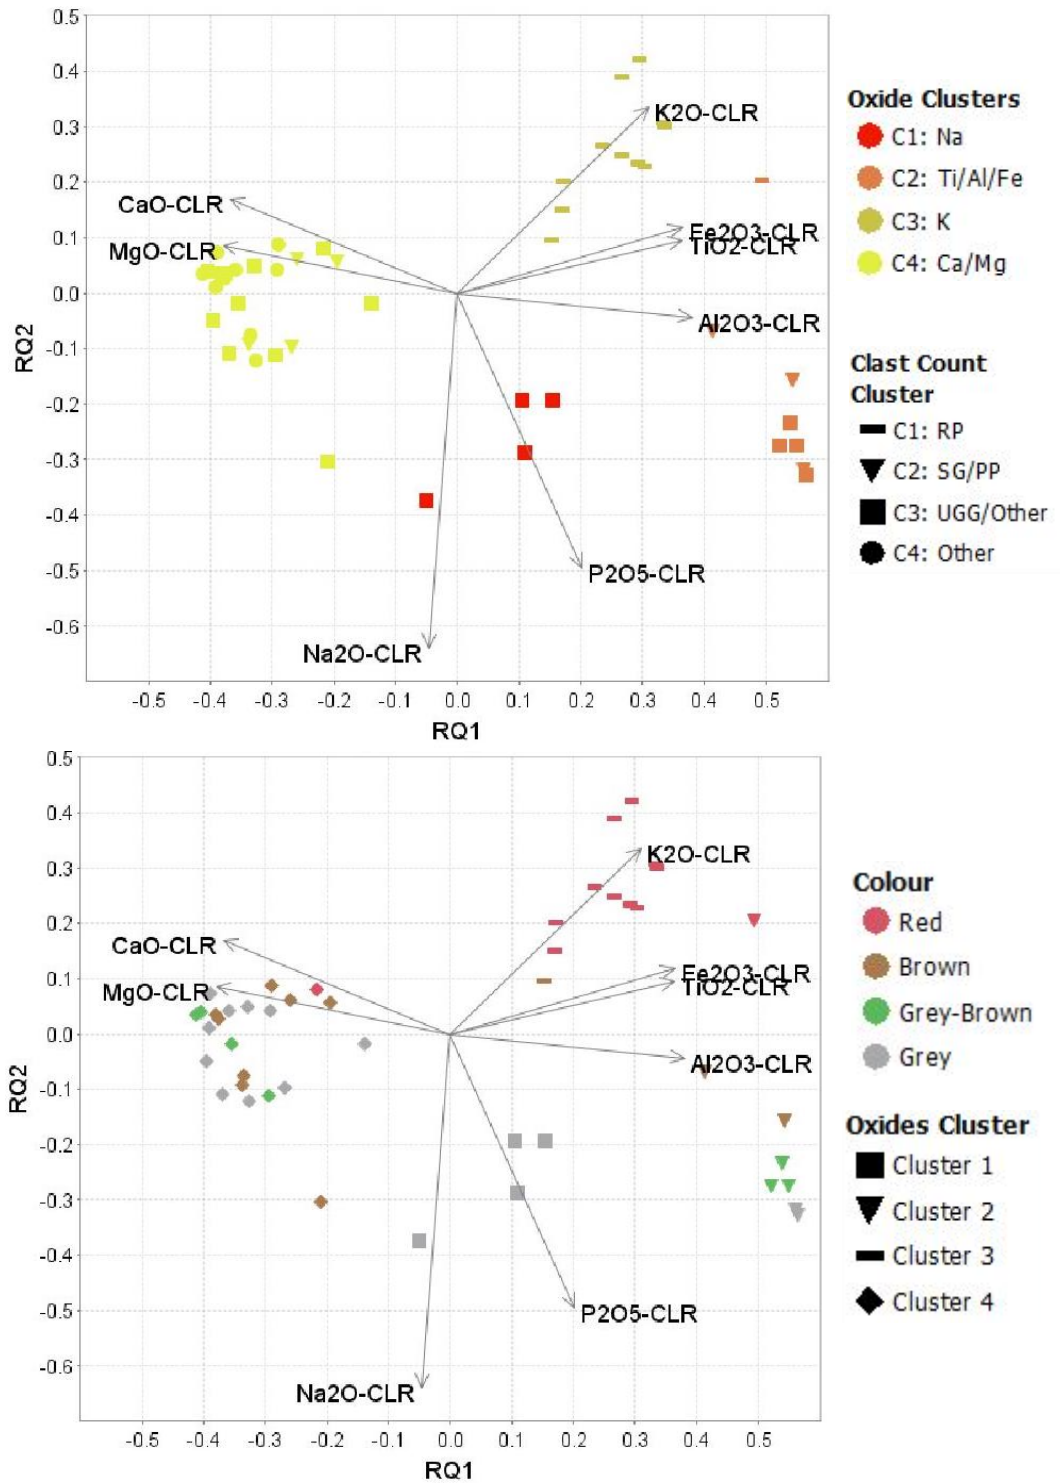 0.5
0.4
0.3
0.2
0.1
0.0
-0.1
-0.2
-0.3
-0.4
-0.5
-0.6
RQ2
K2O-CLR
CaO-CLR
MgO-CLR
Fe2O3-CLR
TiO2-CLR
Al2O3-CLR
P2O5-CLR
Na2O-CLR
-0.5 -0.4 -0.3 -0.2 -0.1 0.0 0.1 0.2 0.3 0.4 0.5
RQ1
Oxide Clusters
C1: Na
C2: Ti/Al/Fe
C3: K
C4: Ca/Mg
Clast Count
Cluster
C1: RP
C2: SG/PP
C3: UGG/Other
C4: Other
0.5
0.4
0.3
0.2
0.1
0.0
-0.1
-0.2
-0.3
-0.4
-0.5
-0.6
RQ2
K2O-CLR
CaO-CLR
MgO-CLR
Fe2O3-CLR
TiO2-CLR
Al2O3-CLR
P2O5-CLR
Na2O-CLR
-0.5 -0.4 -0.3 -0.2 -0.1 0.0 0.1 0.2 0.3 0.4 0.5
RQ1
Colour
Red
Brown
Grey-Brown
Grey
Oxides Cluster
Cluster 1
Cluster 2
Cluster 3
Cluster 4